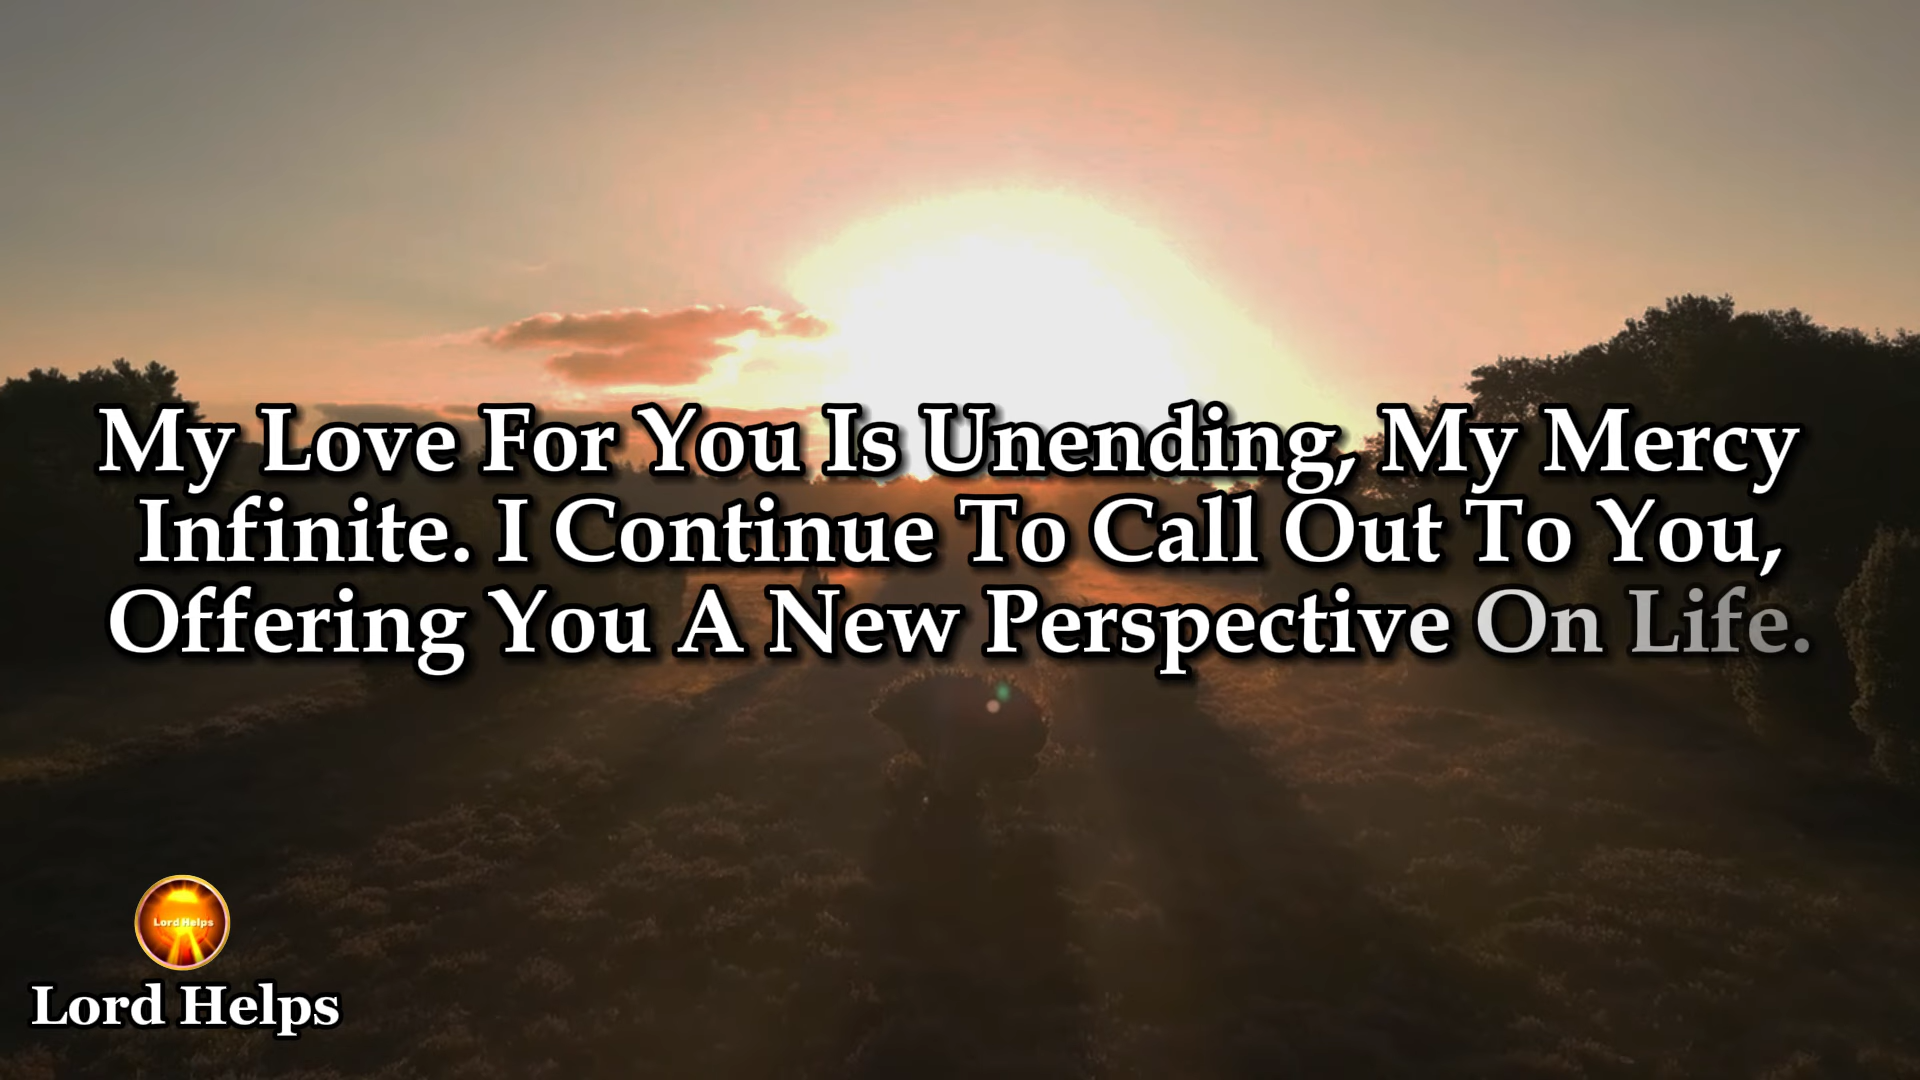 My Love For You Is Unending, My Mercy
Infinite. I Continue To Call Out To You,
Offering You A New Perspective On Life.
Lord Helps
Lord Helps